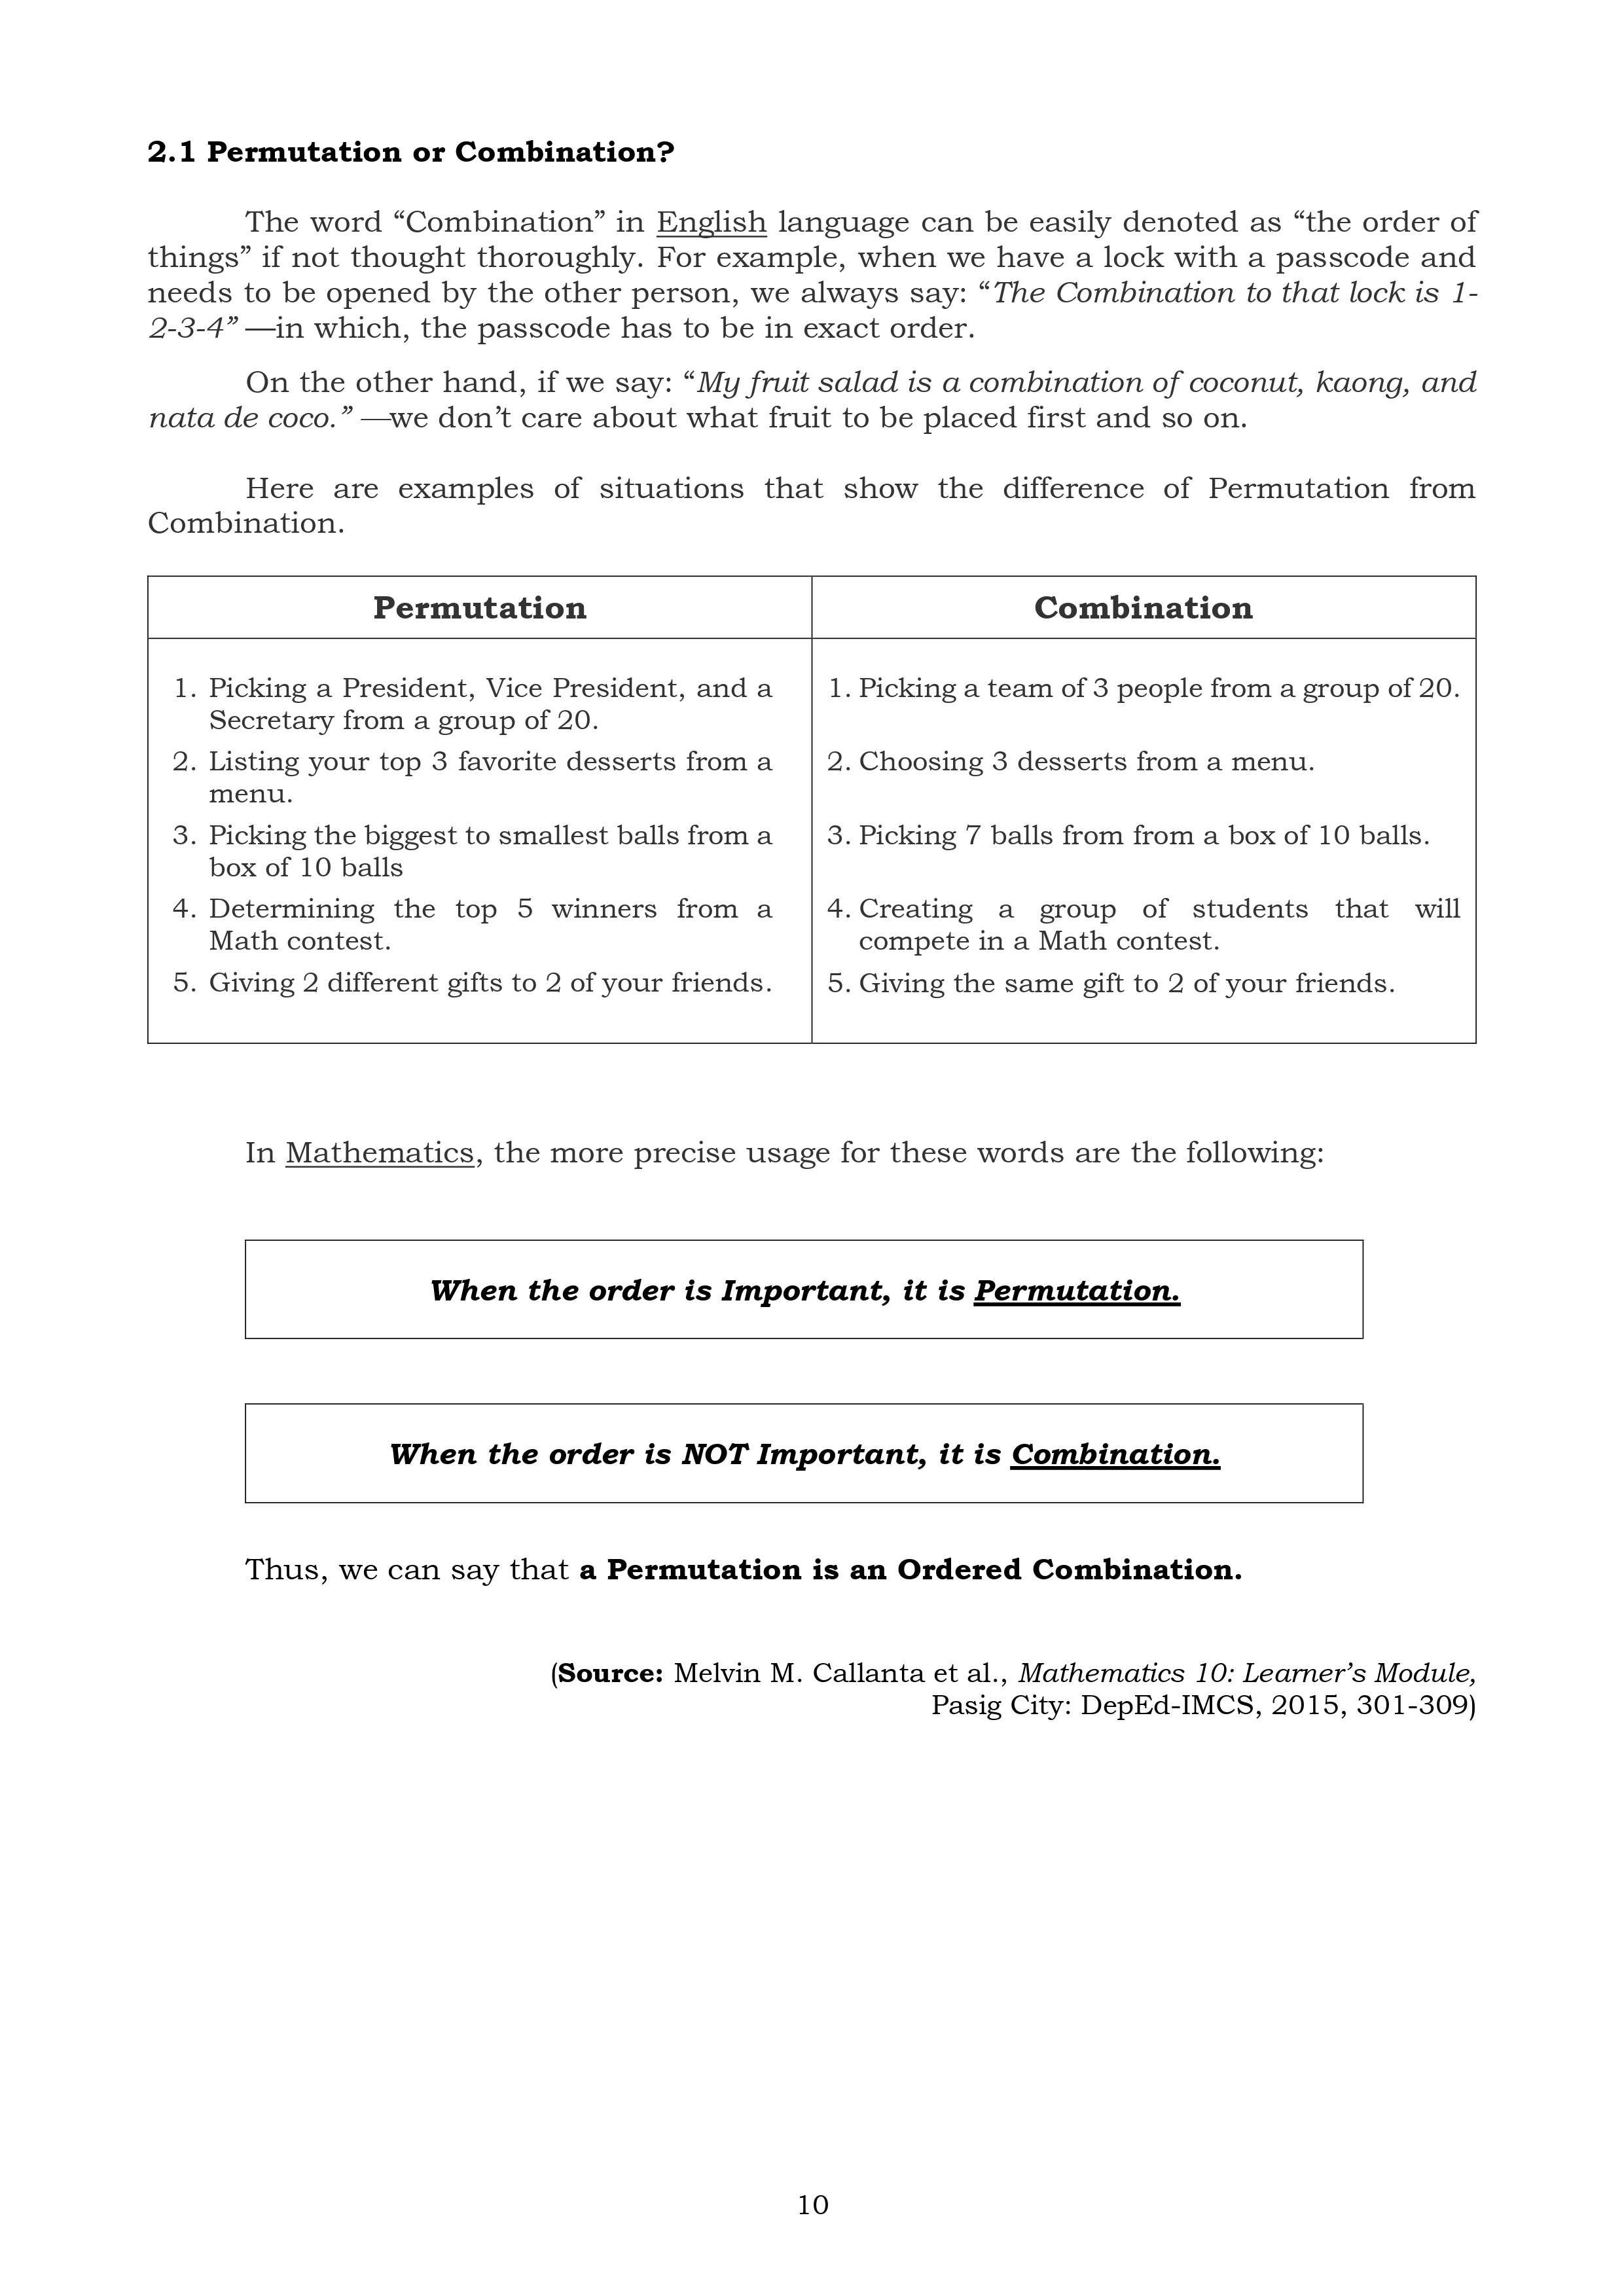 2.1 Permutation or Combination?
The word “Combination” in English language can be easily denoted as “the order of
things” if not thought thoroughly. For example, when we have a lock with a passcode and
needs to be opened by the other person, we always say: “The Combination to that lock is 1-
2-3-4” —in which, the passcode has to be in exact order.
On the other hand, if we say: “My fruit salad is a combination of coconut, kaong, and
nata de coco.” —we don’t care about what fruit to be placed first and so on.
Here are examples of situations that show the difference of Permutation from
Combination.
Permutation
1. Picking a President, Vice President, and a
Secretary from a group of 20.
2. Listing your top 3 favorite desserts from a
menu.
3. Picking the biggest to smallest balls from a
box of 10 balls
4. Determining the top 5 winners from a
Math contest.
5. Giving 2 different gifts to 2 of your friends.
Combination
1. Picking a team of 3 people from a group of 20.
2. Choosing 3 desserts from a menu.
3. Picking 7 balls from from a box of 10 balls.
4. Creating a group of students that will
compete in a Math contest.
5. Giving the same gift to 2 of your friends.
In Mathematics, the more precise usage for these words are the following:
When the order is Important, it is Permutation.
When the order is NOT Important, it is Combination.
Thus, we can say that a Permutation is an Ordered Combination.
(Source: Melvin M. Callanta et al., Mathematics 10: Learner’s Module,
Pasig City: DepEd-IMCS, 2015, 301-309)
10